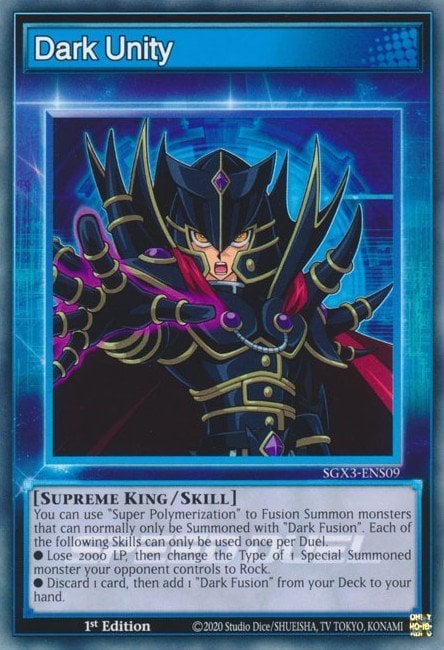 Dark Unity
SGX3-ENS09
[SUPREME KING/SKILL]
You can use "Super Polymerization" to Fusion Summon monsters
that can normally only be Summoned with "Dark Fusion". Each of
the following Skills can only be used once per Duel.
● Lose 2000 LP, then change the Type of 1 Special Summoned
monster your opponent controls to Rock.
● Discard 1 card, then add 1 "Dark Fusion" from your Deck to your
hand.
1st Edition
©2020 Studio Dice/SHUEISHA, TV TOKYO, KONAMI